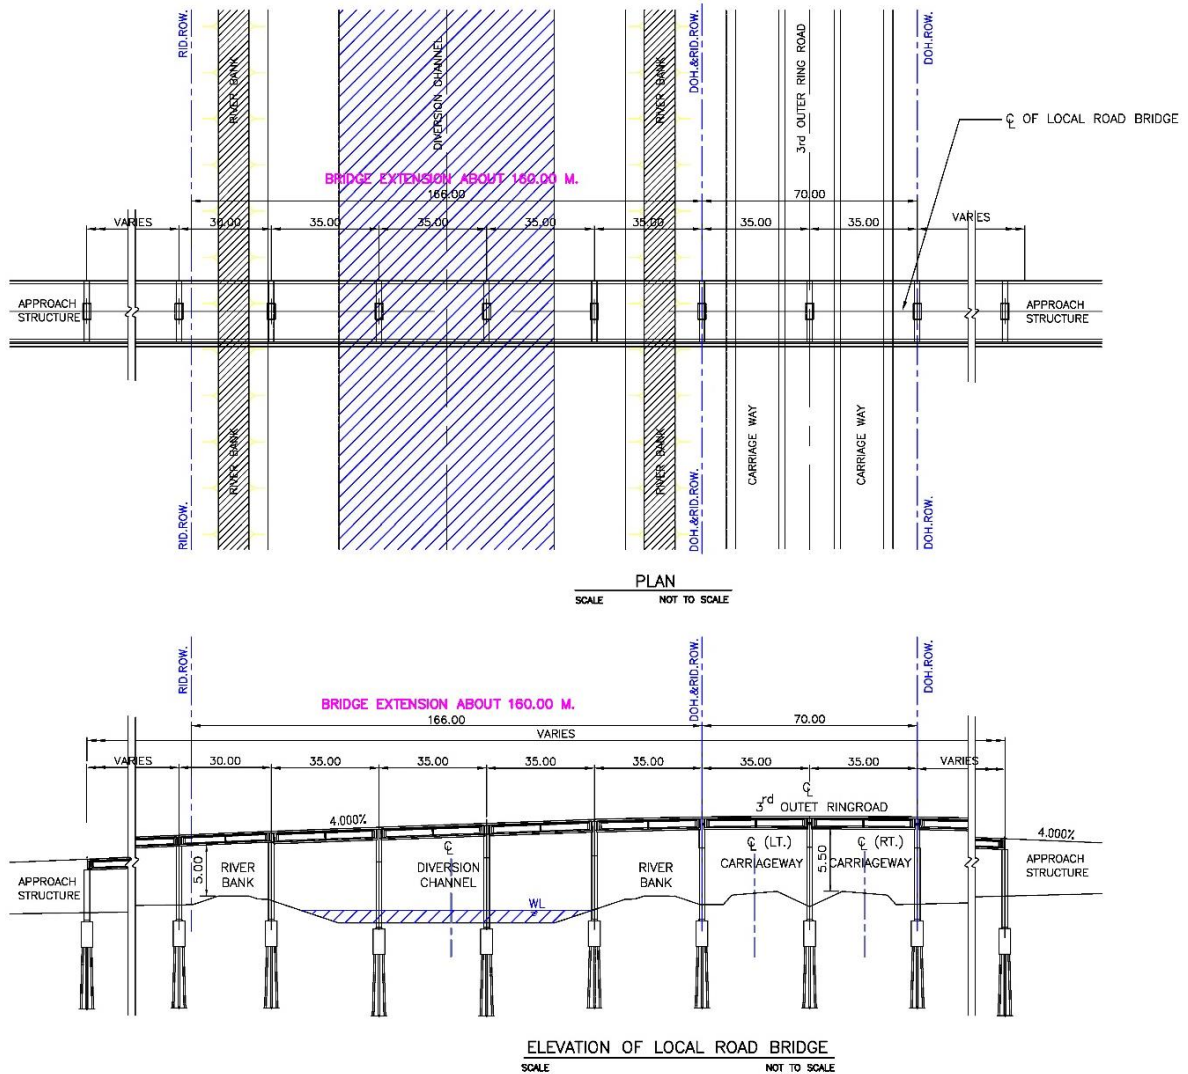 RID.ROW.
RIVER BANK
DIVERSION CHANNEL
RIVER BANK
DOH.&RID.ROW.
3rd OUTER RING ROAD
DOH.ROW.
℄ OF LOCAL ROAD BRIDGE
BRIDGE EXTENSION ABOUT 160.00 M.
166.00
70.00
VARIES
30.00
35.00
35.00
35.00
35.00
35.00
35.00
VARIES
APPROACH
STRUCTURE
APPROACH
STRUCTURE
RID.ROW.
RIVER BANK
RIVER BANK
DOH.&RID.ROW.
CARRIAGE WAY
CARRIAGE WAY
DOH.ROW.
PLAN
SCALE NOT TO SCALE
RID.ROW.
DOH.&RID.ROW.
DOH.ROW.
BRIDGE EXTENSION ABOUT 160.00 M.
166.00
70.00
VARIES
VARIES
30.00
35.00
35.00
35.00
35.00
35.00
35.00
VARIES
℄
3rd OUTET RINGROAD
4.000%
4.000%
5.00
RIVER
BANK
℄
DIVERSION
CHANNEL
RIVER
BANK
℄ (LT.)
CARRIAGEWAY
5.50
℄ (RT.)
CARRIAGEWAY
APPROACH
STRUCTURE
APPROACH
STRUCTURE
WL
ELEVATION OF LOCAL ROAD BRIDGE
SCALE NOT TO SCALE